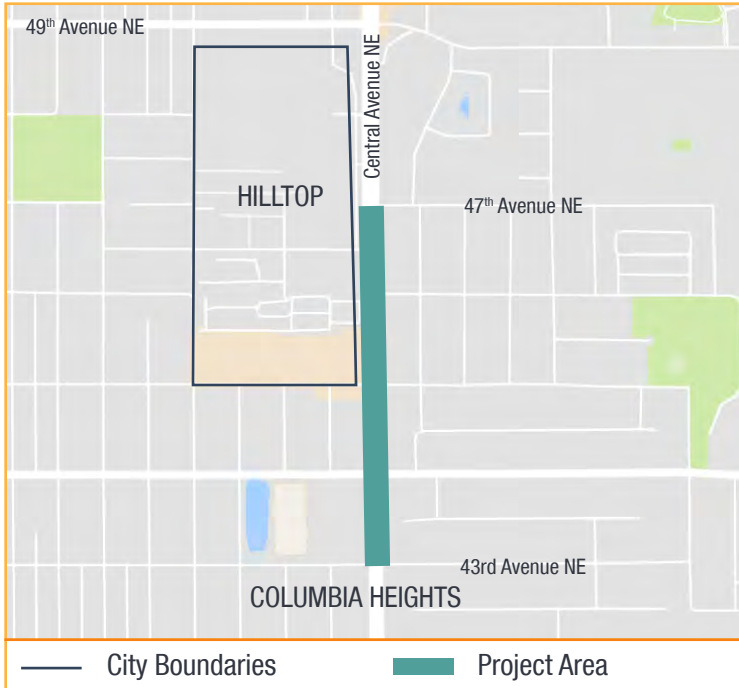 49th Avenue NE
Central Avenue NE
HILLTOP
47th Avenue NE
43rd Avenue NE
COLUMBIA HEIGHTS
City Boundaries
Project Area